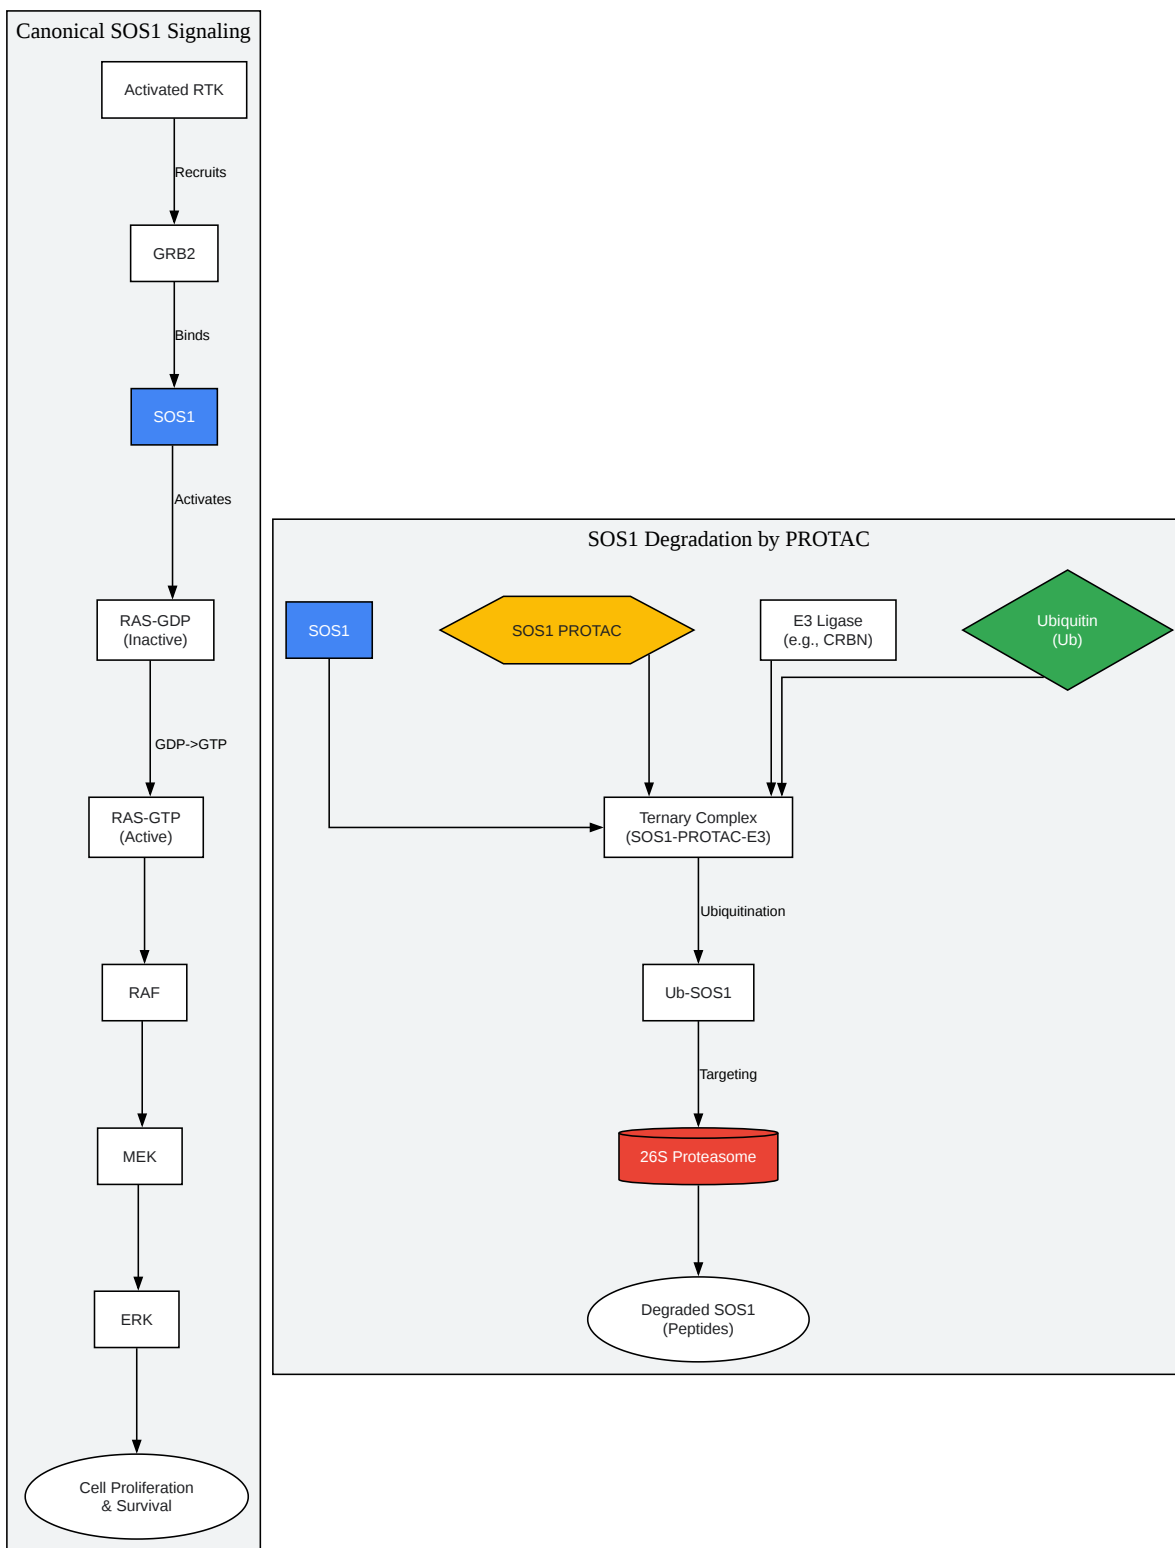 Canonical SOS1 Signaling
Activated RTK
Recruits
GRB2
Binds
SOS1
Activates
RAS-GDP
(Inactive)
GDP->GTP
RAS-GTP
(Active)
RAF
MEK
ERK
Cell Proliferation
& Survival
SOS1 Degradation by PROTAC
SOS1
SOS1 PROTAC
E3 Ligase
(e.g., CRBN)
Ubiquitin
(Ub)
Ternary Complex
(SOS1-PROTAC-E3)
Ubiquitination
Ub-SOS1
Targeting
26S Proteasome
Degraded SOS1
(Peptides)